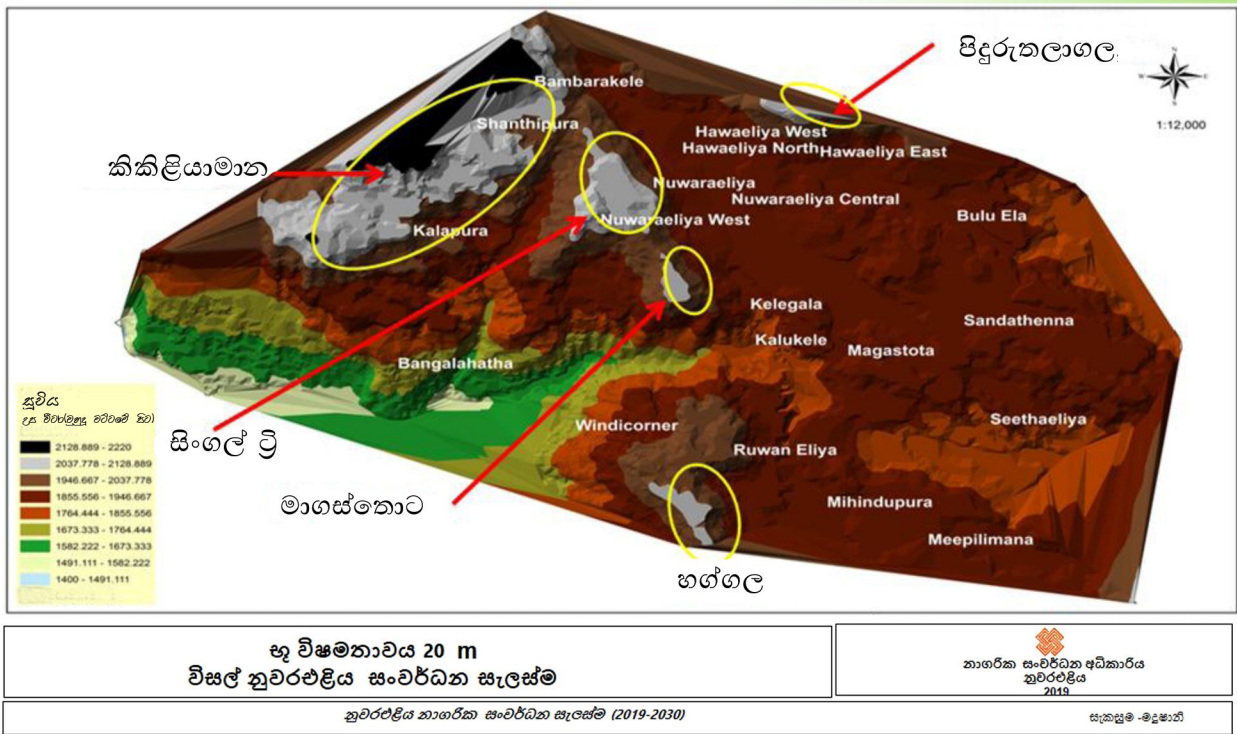 පිදුරුතලාගල
N
W
E
S
1:12,000
Bambarakele
Shanthipura
Hawaeliya West
Hawaeliya North
Hawaeliya East
කිකිළියාමාන
Nuwaraeliya
Nuwaraeliya Central
Nuwaraeliya West
Bulu Ela
Kalapura
Kelegala
Sandathenna
Kalukele
Magastota
Bangalahatha
Seethaeliya
Windicorner
Ruwan Eliya
Mihindupura
Meepilimana
සිංගල් ට්‍රි
මාගස්තොට
හග්ගල
සූචිය
2128.889 - 2220
2037.778 - 2128.889
1946.667 - 2037.778
1855.556 - 1946.667
1764.444 - 1855.556
1673.333 - 1764.444
1582.222 - 1673.333
1491.111 - 1582.222
1400 - 1491.111
භූ විෂමතාවය 20 m
විසල් නුවරඑළිය සංවර්ධන සැලස්ම
නාගරික සංවර්ධන අධිකාරිය
නුවරඑළිය
2019
නුවරඑළිය නාගරික සංවර්ධන සැලස්ම (2019-2030)
සැකසුම -මදුෂානි